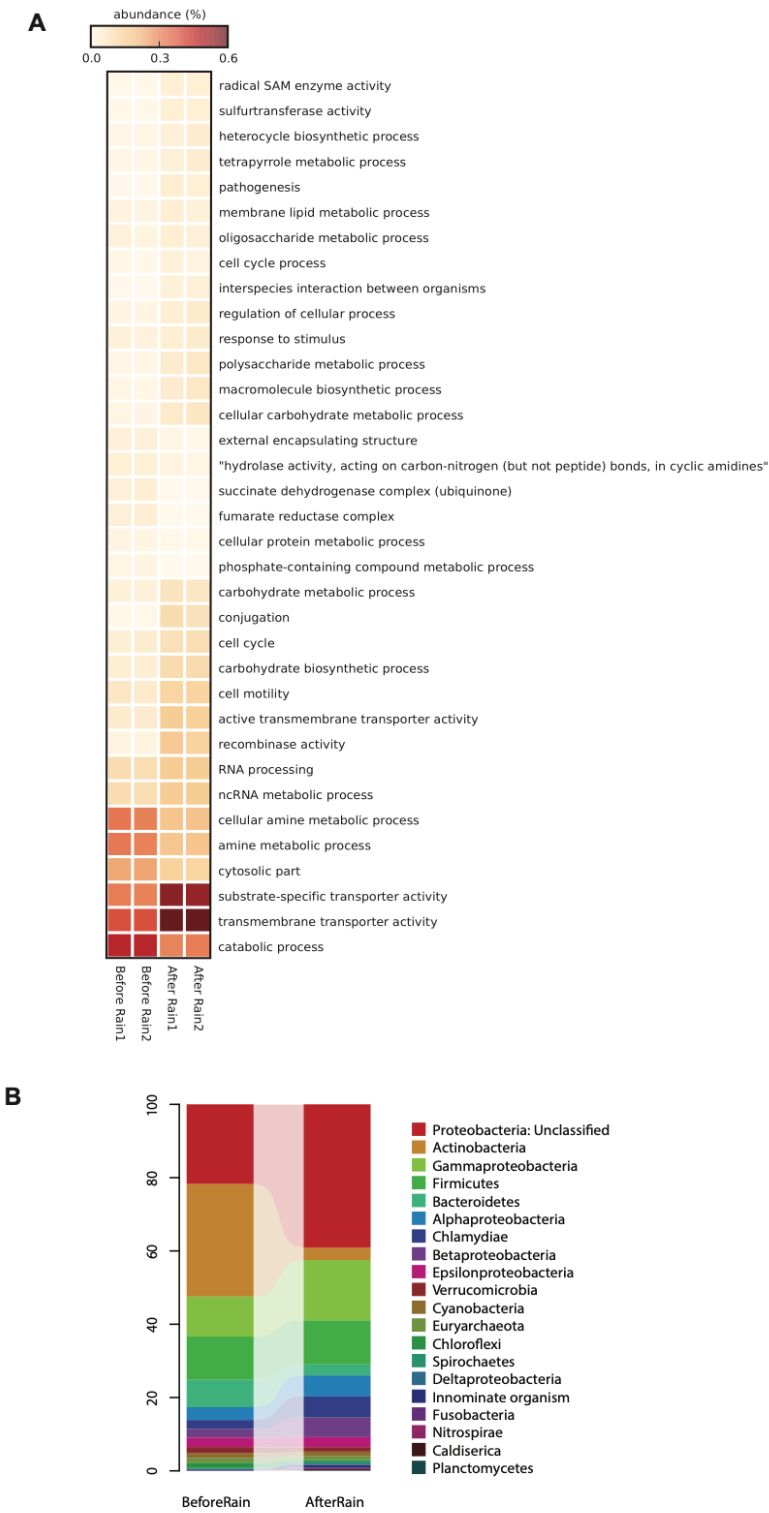 A
abundance (%)
0.0 0.3 0.6
radical SAM enzyme activity
sulfurtransferase activity
heterocycle biosynthetic process
tetrapyrrole metabolic process
pathogenesis
membrane lipid metabolic process
oligosaccharide metabolic process
cell cycle process
interspecies interaction between organisms
regulation of cellular process
response to stimulus
polysaccharide metabolic process
macromolecule biosynthetic process
cellular carbohydrate metabolic process
external encapsulating structure
"hydrolase activity, acting on carbon-nitrogen (but not peptide) bonds, in cyclic amidines"
succinate dehydrogenase complex (ubiquinone)
fumarate reductase complex
cellular protein metabolic process
phosphate-containing compound metabolic process
carbohydrate metabolic process
conjugation
cell cycle
carbohydrate biosynthetic process
cell motility
active transmembrane transporter activity
recombinase activity
RNA processing
ncRNA metabolic process
cellular amine metabolic process
amine metabolic process
cytosolic part
substrate-specific transporter activity
transmembrane transporter activity
catabolic process
Before Rain1
Before Rain2
After Rain1
After Rain2
B
100
80
60
40
20
0
BeforeRain
AfterRain
Proteobacteria: Unclassified
Actinobacteria
Gammaproteobacteria
Firmicutes
Bacteroidetes
Alphaproteobacteria
Chlamydiae
Betaproteobacteria
Epsilonproteobacteria
Verrucomicrobia
Cyanobacteria
Euryarchaeota
Chloroflexi
Spirochaetes
Deltaproteobacteria
Innominate organism
Fusobacteria
Nitrospirae
Caldiserica
Planctomycetes